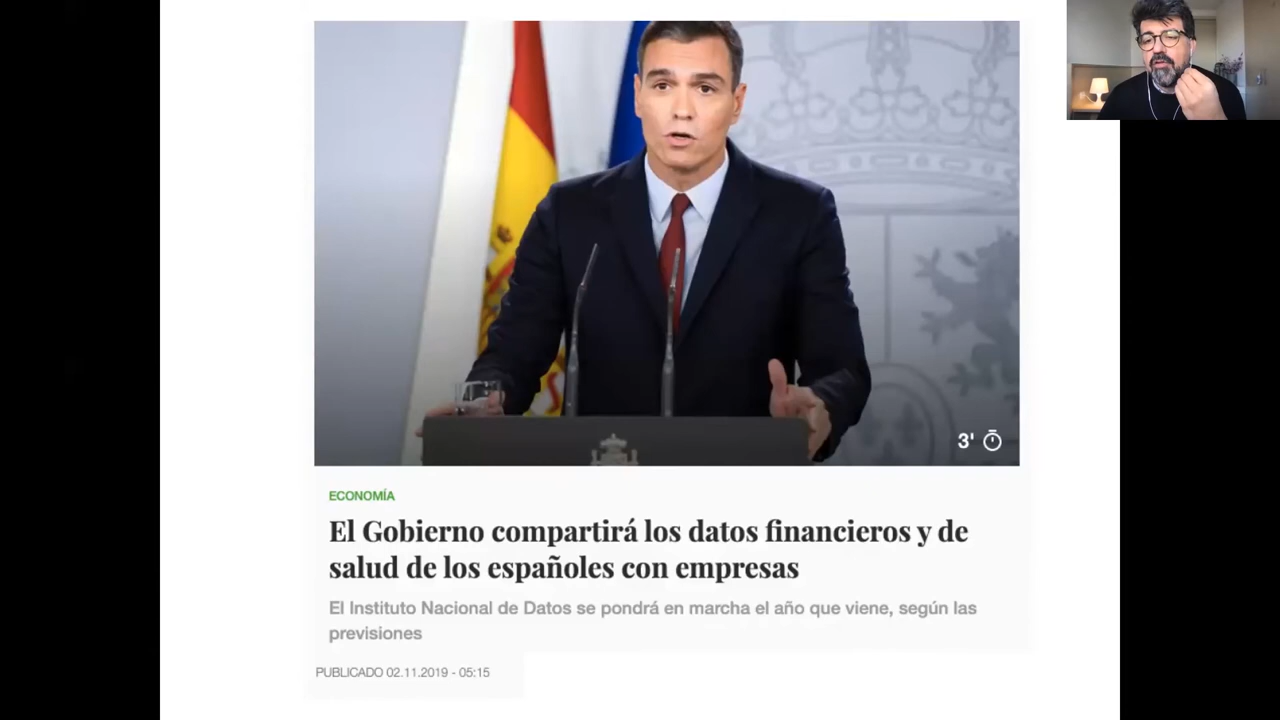 3'
ECONOMÍA
El Gobierno compartirá los datos financieros y de
salud de los españoles con empresas
El Instituto Nacional de Datos se pondrá en marcha el año que viene, según las
previsiones
PUBLICADO 02.11.2019 - 05:15